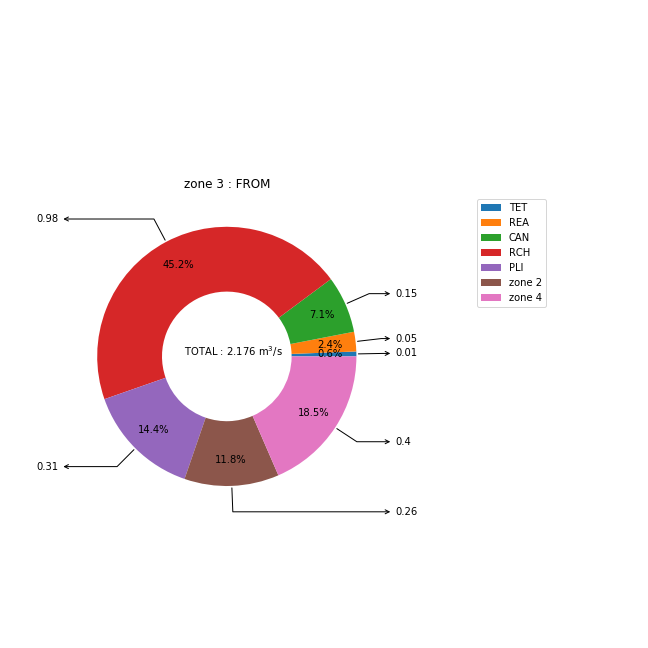 zone 3 : FROM
TET
REA
CAN
RCH
PLI
zone 2
zone 4
0.98
45.2%
0.15
7.1%
0.05
2.4%
TOTAL : 2.176 m³/s
0.6%
0.01
18.5%
14.4%
0.4
11.8%
0.31
0.26